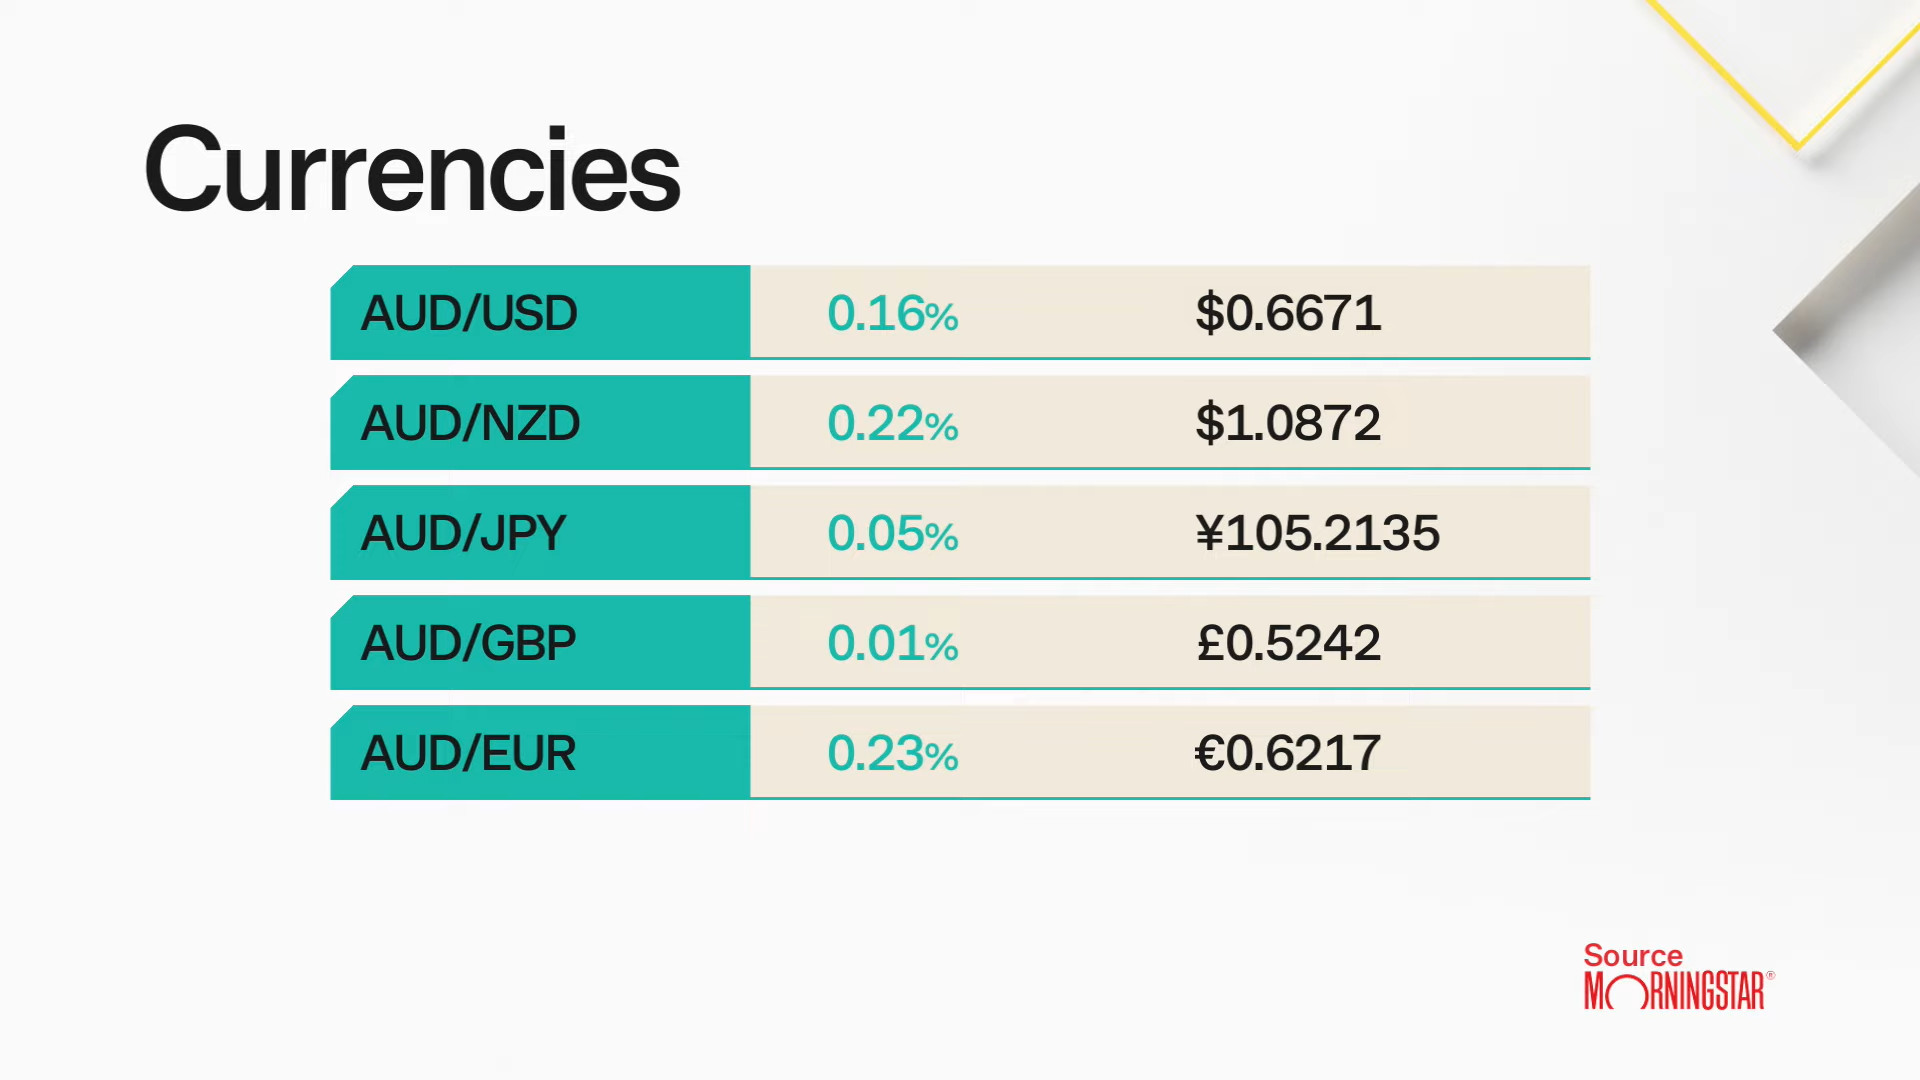 Currencies
AUD/USD 0.16% $0.6671
AUD/NZD 0.22% $1.0872
AUD/JPY 0.05% ¥105.2135
AUD/GBP 0.01% £0.5242
AUD/EUR 0.23% €0.6217
Source
MORNINGSTAR®